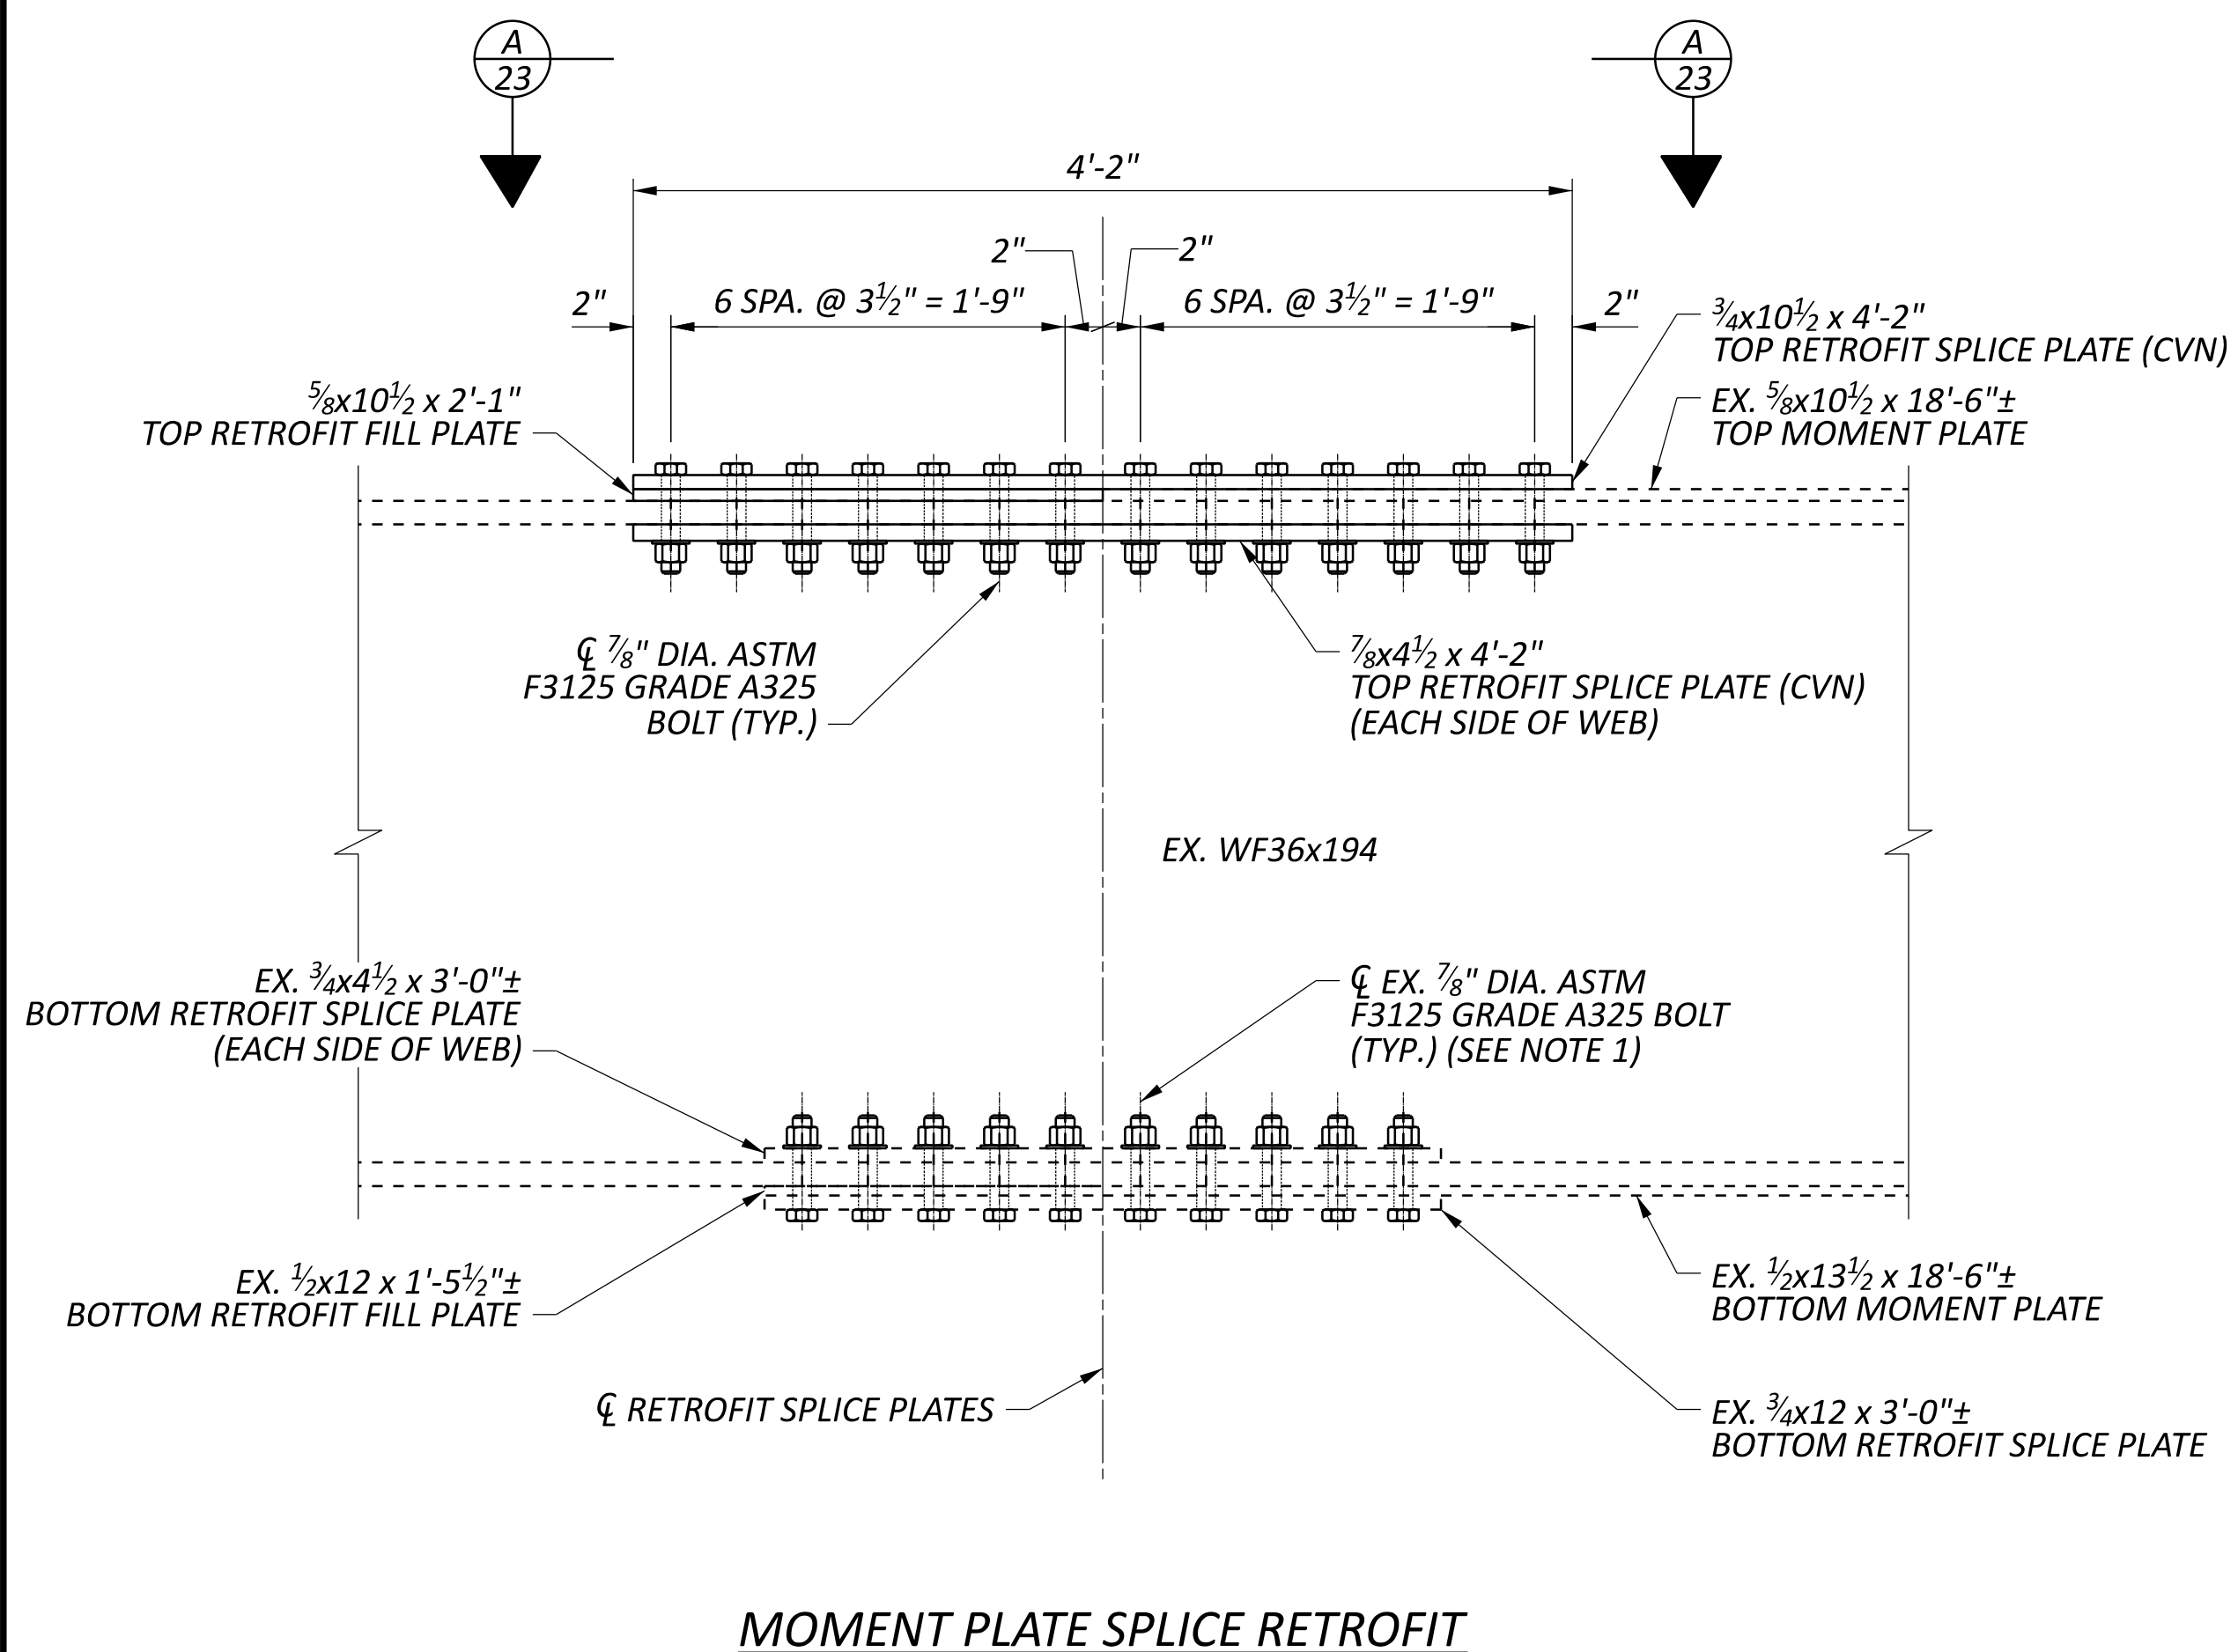 A
23
A
23
4'-2"
2"
2"
2"
6 SPA. @ 3½" = 1'-9"
6 SPA. @ 3½" = 1'-9"
2"
¾x10½ x 4'-2"
TOP RETROFIT SPLICE PLATE (CVN)
⅝x10½ x 2'-1"
TOP RETROFIT FILL PLATE
EX. ⅝x10½ x 18'-6"±
TOP MOMENT PLATE
℄ ⅞" DIA. ASTM
F3125 GRADE A325
BOLT (TYP.)
⅞x4½ x 4'-2"
TOP RETROFIT SPLICE PLATE (CVN)
(EACH SIDE OF WEB)
EX. WF36x194
EX. ¾x4½ x 3'-0"±
BOTTOM RETROFIT SPLICE PLATE
(EACH SIDE OF WEB)
℄ EX. ⅞" DIA. ASTM
F3125 GRADE A325 BOLT
(TYP.) (SEE NOTE 1)
EX. ½x12 x 1'-5½"±
BOTTOM RETROFIT FILL PLATE
EX. ½x13½ x 18'-6"±
BOTTOM MOMENT PLATE
℄ RETROFIT SPLICE PLATES
EX. ¾x12 x 3'-0"±
BOTTOM RETROFIT SPLICE PLATE
MOMENT PLATE SPLICE RETROFIT